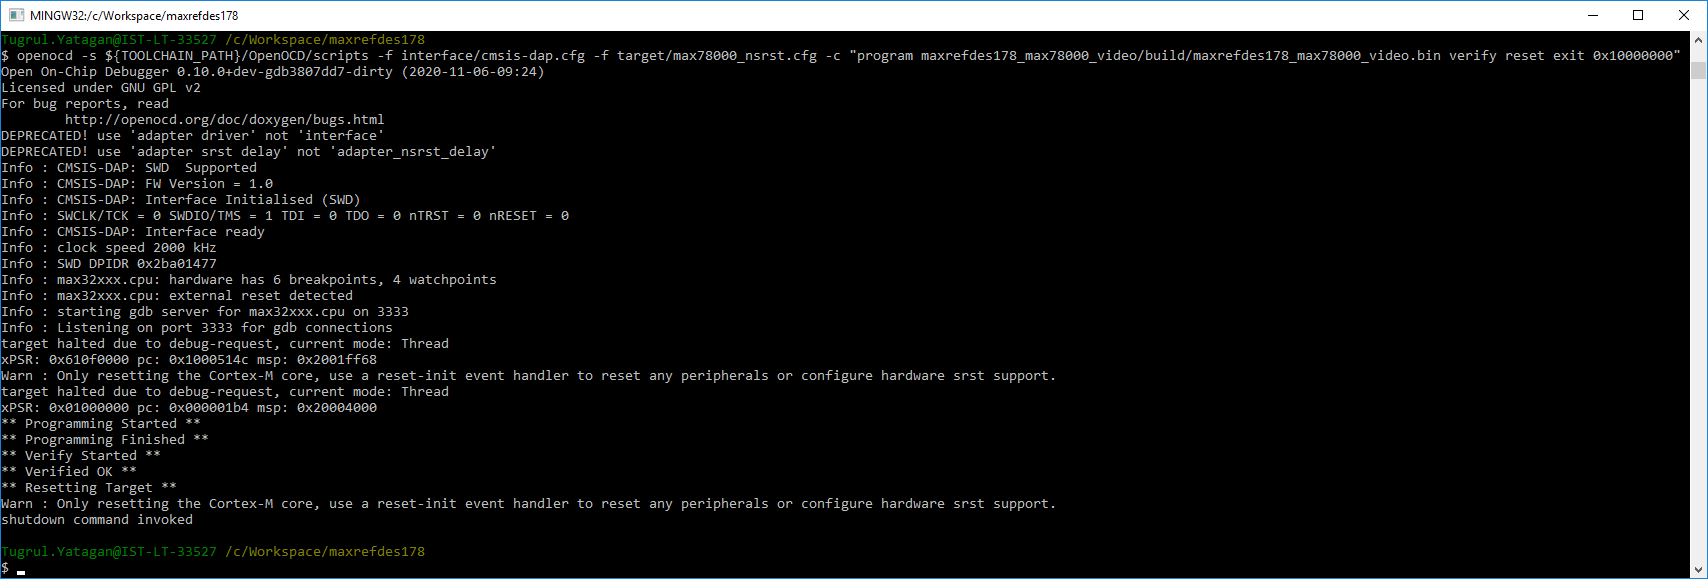 MINGW32:/c/Workspace/maxrefdes178
Tugrul.Yatagan@IST-LT-33527 /c/Workspace/maxrefdes178
$ openocd -s ${TOOLCHAIN_PATH}/OpenOCD/scripts -f interface/cmsis-dap.cfg -f target/max78000_nsrst.cfg -c "program maxrefdes178_max78000_video/build/maxrefdes178_max78000_video.bin verify reset exit 0x10000000"
Open On-Chip Debugger 0.10.0+dev-gdb3807dd7-dirty (2020-11-06-09:24)
Licensed under GNU GPL v2
For bug reports, read
        http://openocd.org/doc/doxygen/bugs.html
DEPRECATED! use 'adapter driver' not 'interface'
DEPRECATED! use 'adapter srst delay' not 'adapter_nsrst_delay'
Info : CMSIS-DAP: SWD  Supported
Info : CMSIS-DAP: FW Version = 1.0
Info : CMSIS-DAP: Interface Initialised (SWD)
Info : SWCLK/TCK = 0 SWDIO/TMS = 1 TDI = 0 TDO = 0 nTRST = 0 nRESET = 0
Info : CMSIS-DAP: Interface ready
Info : clock speed 2000 kHz
Info : SWD DPIDR 0x2ba01477
Info : max32xxx.cpu: hardware has 6 breakpoints, 4 watchpoints
Info : max32xxx.cpu: external reset detected
Info : starting gdb server for max32xxx.cpu on 3333
Info : Listening on port 3333 for gdb connections
target halted due to debug-request, current mode: Thread
xPSR: 0x610f0000 pc: 0x1000514c msp: 0x2001ff68
Warn : Only resetting the Cortex-M core, use a reset-init event handler to reset any peripherals or configure hardware srst support.
target halted due to debug-request, current mode: Thread
xPSR: 0x01000000 pc: 0x000001b4 msp: 0x20004000
** Programming Started **
** Programming Finished **
** Verify Started **
** Verified OK **
** Resetting Target **
Warn : Only resetting the Cortex-M core, use a reset-init event handler to reset any peripherals or configure hardware srst support.
shutdown command invoked
Tugrul.Yatagan@IST-LT-33527 /c/Workspace/maxrefdes178
$